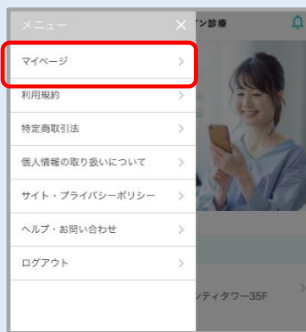 メニュー
ン診療
マイページ
利用規約
特定商取引法
個人情報の取り扱いについて
サイト・プライバシーポリシー
ヘルプ・お問い合わせ
ログアウト
ンティタワー35F